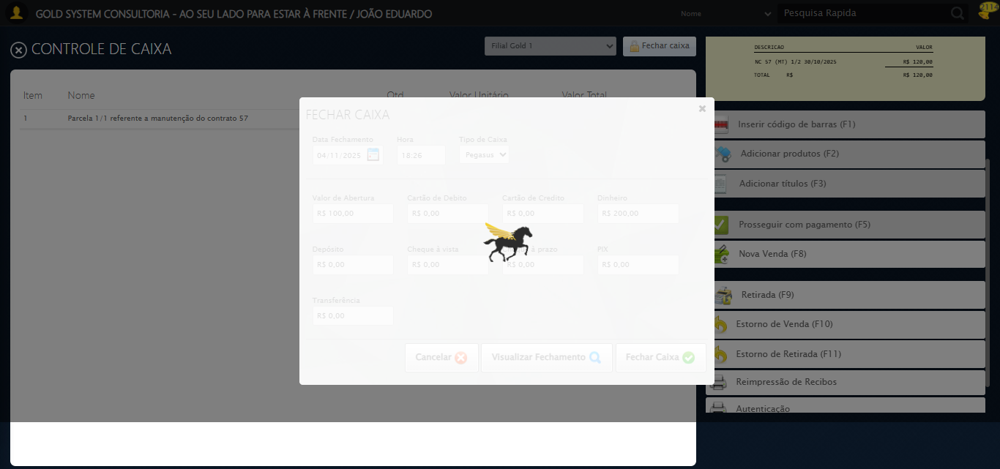 GOLD SYSTEM CONSULTORIA - AO SEU LADO PARA ESTAR À FRENTE / JOÃO EDUARDO
Nome
Pesquisa Rapida
2114
CONTROLE DE CAIXA
Filial Gold 1
Fechar caixa
DESCRICAO VALOR
NC 57 (MT) 1/2 30/10/2025 R$ 120,00
TOTAL R$ R$ 120,00
Item Nome Qtd Valor Unitário Valor Total
1 Parcela 1/1 referente a manutenção do contrato 57
FECHAR CAIXA
Data Fechamento Hora Tipo de Caixa
04/11/2025 18:26 Pegasus
Valor de Abertura Cartão de Debito Cartão de Credito Dinheiro
R$ 100,00 R$ 0,00 R$ 0,00 R$ 200,00
Depósito Cheque à vista Cheque à prazo PIX
R$ 0,00 R$ 0,00 R$ 0,00 R$ 0,00
Transferência
R$ 0,00
Cancelar Visualizar Fechamento Fechar Caixa
Inserir código de barras (F1)
Adicionar produtos (F2)
Adicionar títulos (F3)
Prosseguir com pagamento (F5)
Nova Venda (F8)
Retirada (F9)
Estorno de Venda (F10)
Estorno de Retirada (F11)
Reimpressão de Recibos
Autenticação